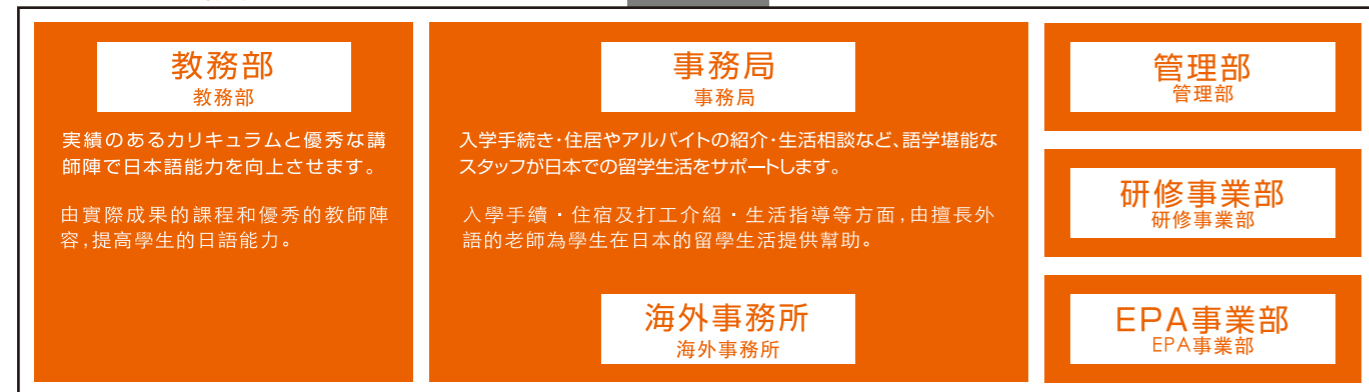 教務部
教務部
実績のあるカリキュラムと優秀な講
師陣で日本語能力を向上させます。
由實際成果的課程和優秀的教師陣
容,提高學生的日語能力。
事務局
事務局
入学手続き・住居やアルバイトの紹介・生活相談など、語学堪能な
スタッフが日本での留学生活をサポートします。
入學手續・住宿及打工介紹・生活指導等方面,由擅長外
語的老師為學生在日本的留學生活提供幫助。
海外事務所
海外事務所
管理部
管理部
研修事業部
研修事業部
EPA事業部
EPA事業部